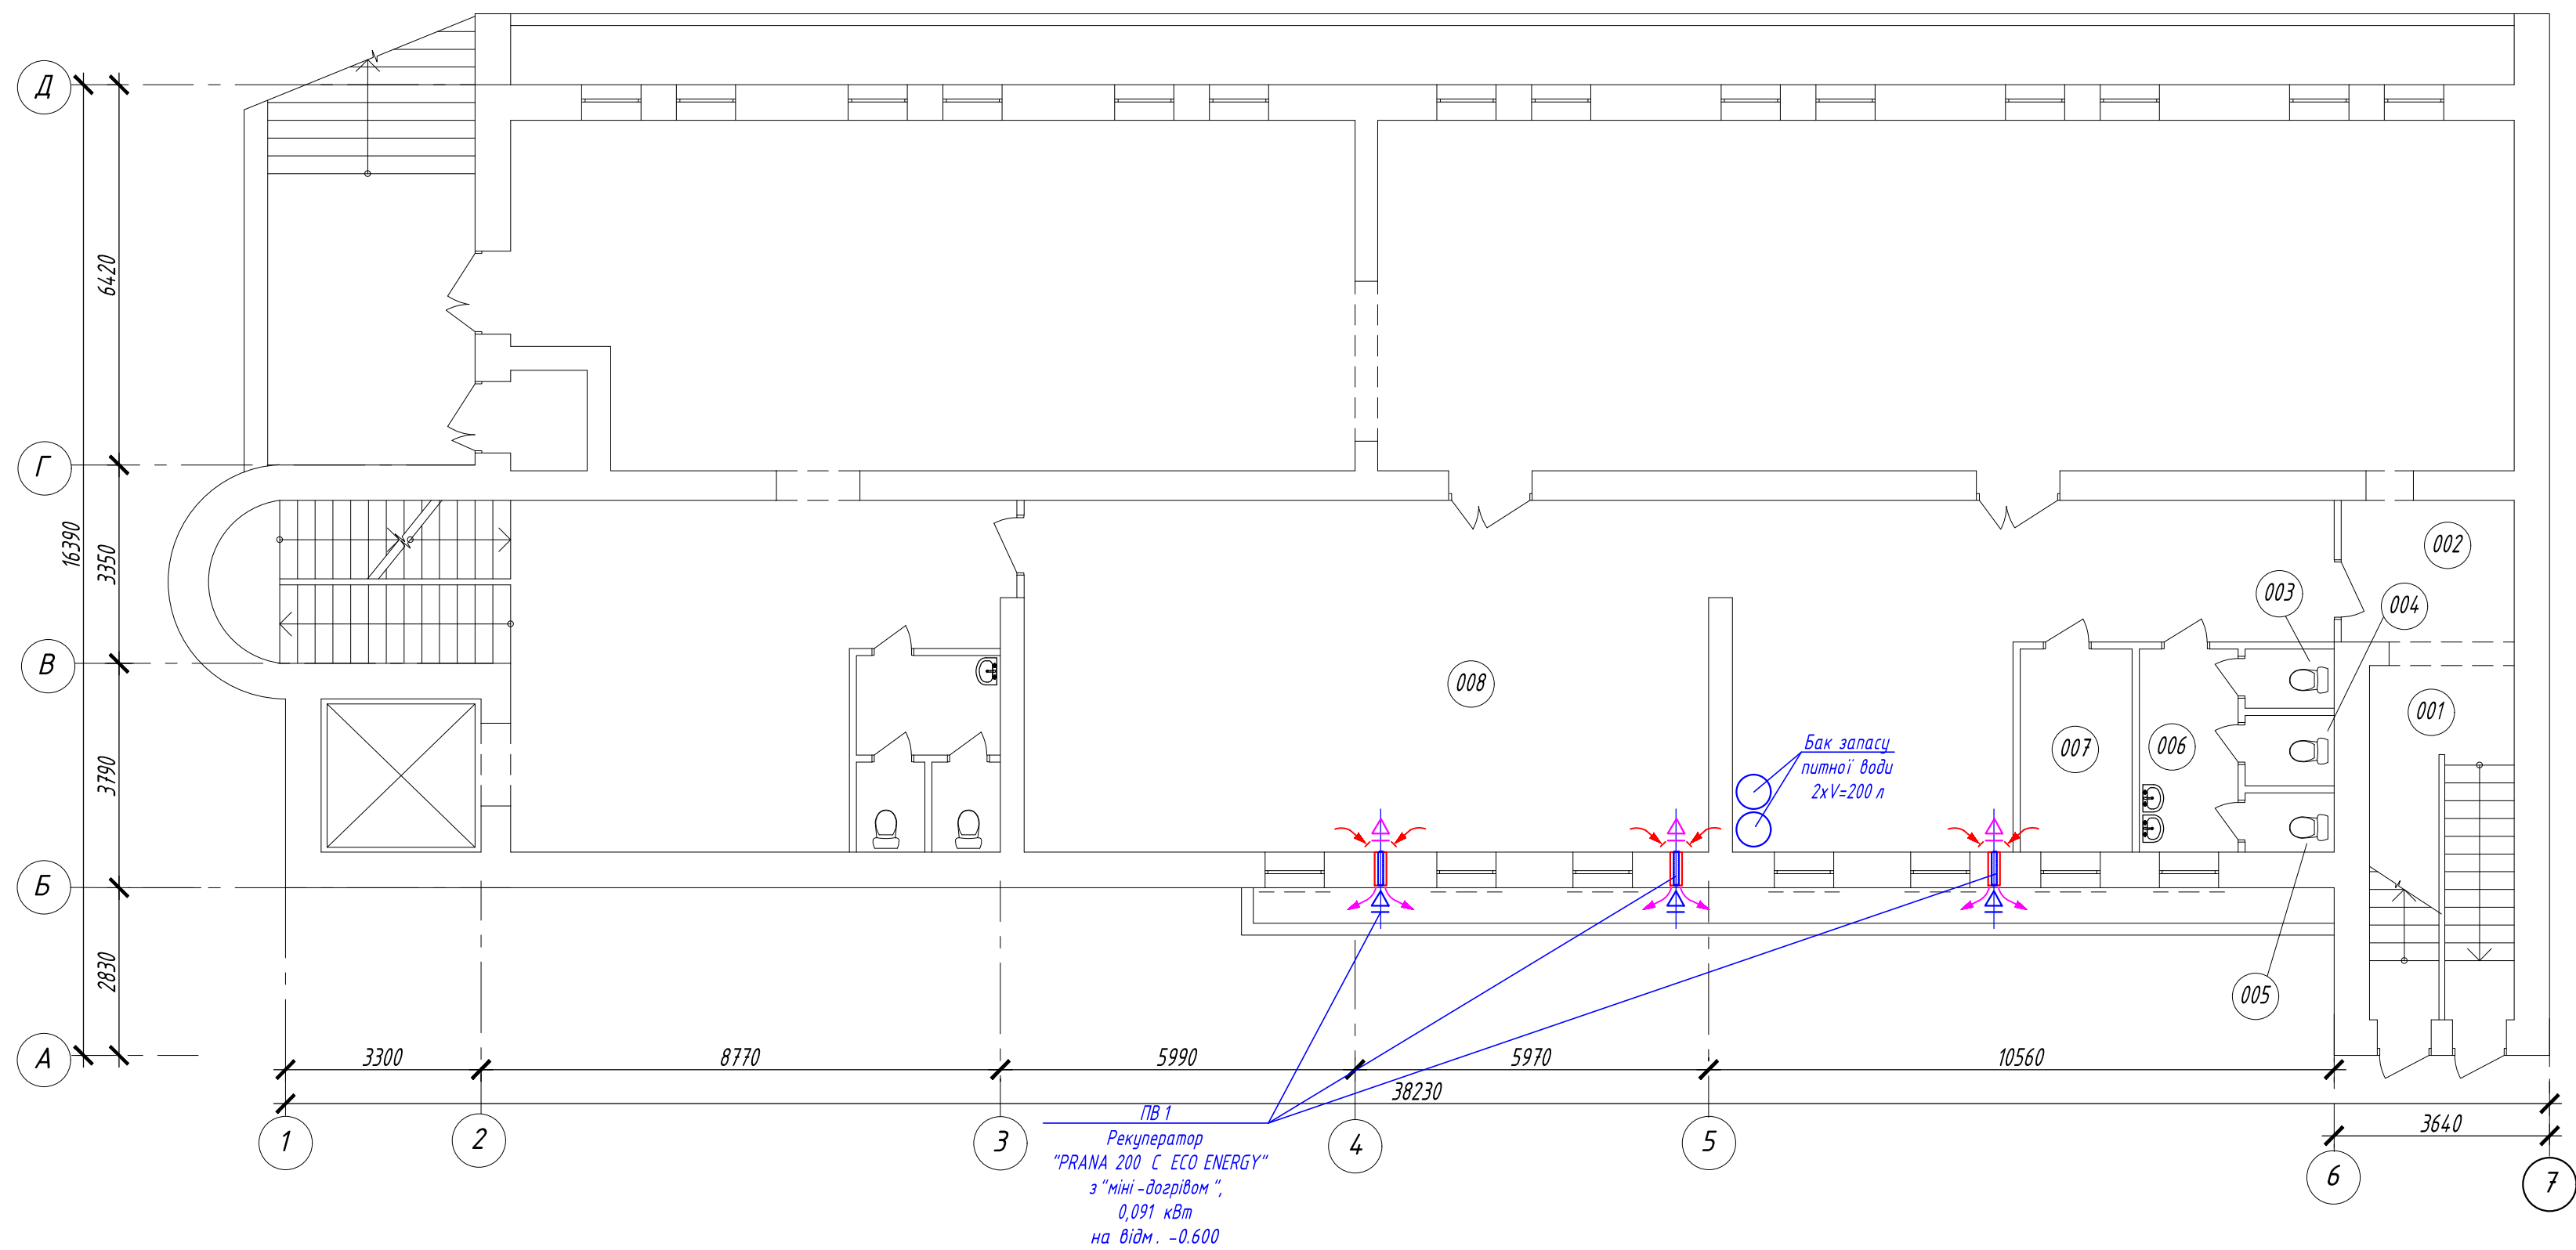 Д
6420
Г
002
16390
3350
003
004
В
008
001
Бак запасу
007
006
питної води
3790
2xV=200 л
Б
2830
005
А
3300
8770
5990
5970
10560
38230
ПВ 1
3640
1
2
3
4
5
6
7
Рекуператор
"PRANA 200 C ECO ENERGY"
з "міні-догрівом",
0,091 кВт
на відм. -0.600